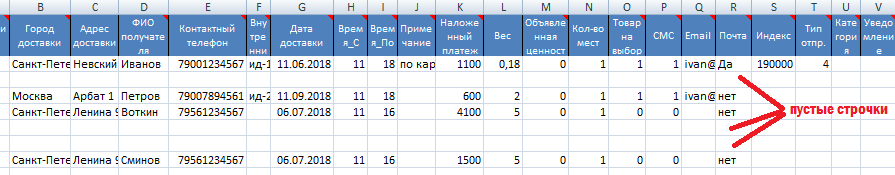 B C D E F G H I J K L M N O P Q R S T U V
и Город доставки Адрес доставки ФИО получателя Контактный телефон Внутренни Дата доставки Время_С Время_По Примечание Наложенный платеж Вес Объявленная ценност Кол-во мест Товар на выбор СМС Email Почта Индекс Тип отпр. Категория Уведомление
Санкт-Пете Невский Иванов 79001234567 ид-1 11.06.2018 11 18 по кар 1100 0,18 0 1 1 1 ivan@ Да 190000 4
Москва Арбат 1 Петров 79007894561 ид-2 11.09.2018 11 18 600 2 0 1 1 1 ivan@ нет
Санкт-Пете Ленина 9 Воткин 79561234567 06.07.2018 11 16 4100 5 0 1 0 0 нет
пустые строчки
Санкт-Пете Ленина 9 Сминов 79561234567 06.07.2018 11 16 1500 5 0 1 0 0 нет